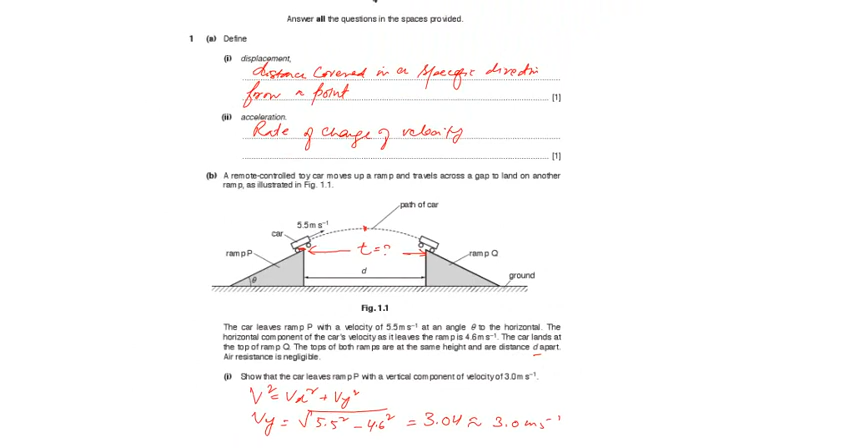 Answer all the questions in the spaces provided.
1 (a) Define
(i) displacement,
distance Covered in a Specific direction
from a point
[1]
(ii) acceleration.
Rate of change of velocity
[1]
(b) A remote-controlled toy car moves up a ramp and travels across a gap to land on another
ramp, as illustrated in Fig. 1.1.
path of car
5.5 m s⁻¹
car
t = ?
ramp P
ramp Q
d
θ
ground
Fig. 1.1
The car leaves ramp P with a velocity of 5.5 m s⁻¹ at an angle θ to the horizontal. The
horizontal component of the car's velocity as it leaves the ramp is 4.6 m s⁻¹. The car lands at
the top of ramp Q. The tops of both ramps are at the same height and are distance d apart.
Air resistance is negligible.
(i) Show that the car leaves ramp P with a vertical component of velocity of 3.0 m s⁻¹.
V² = Vx² + Vy²
Vy = √5.5² – 4.6² = 3.04 ≈ 3.0 ms⁻¹